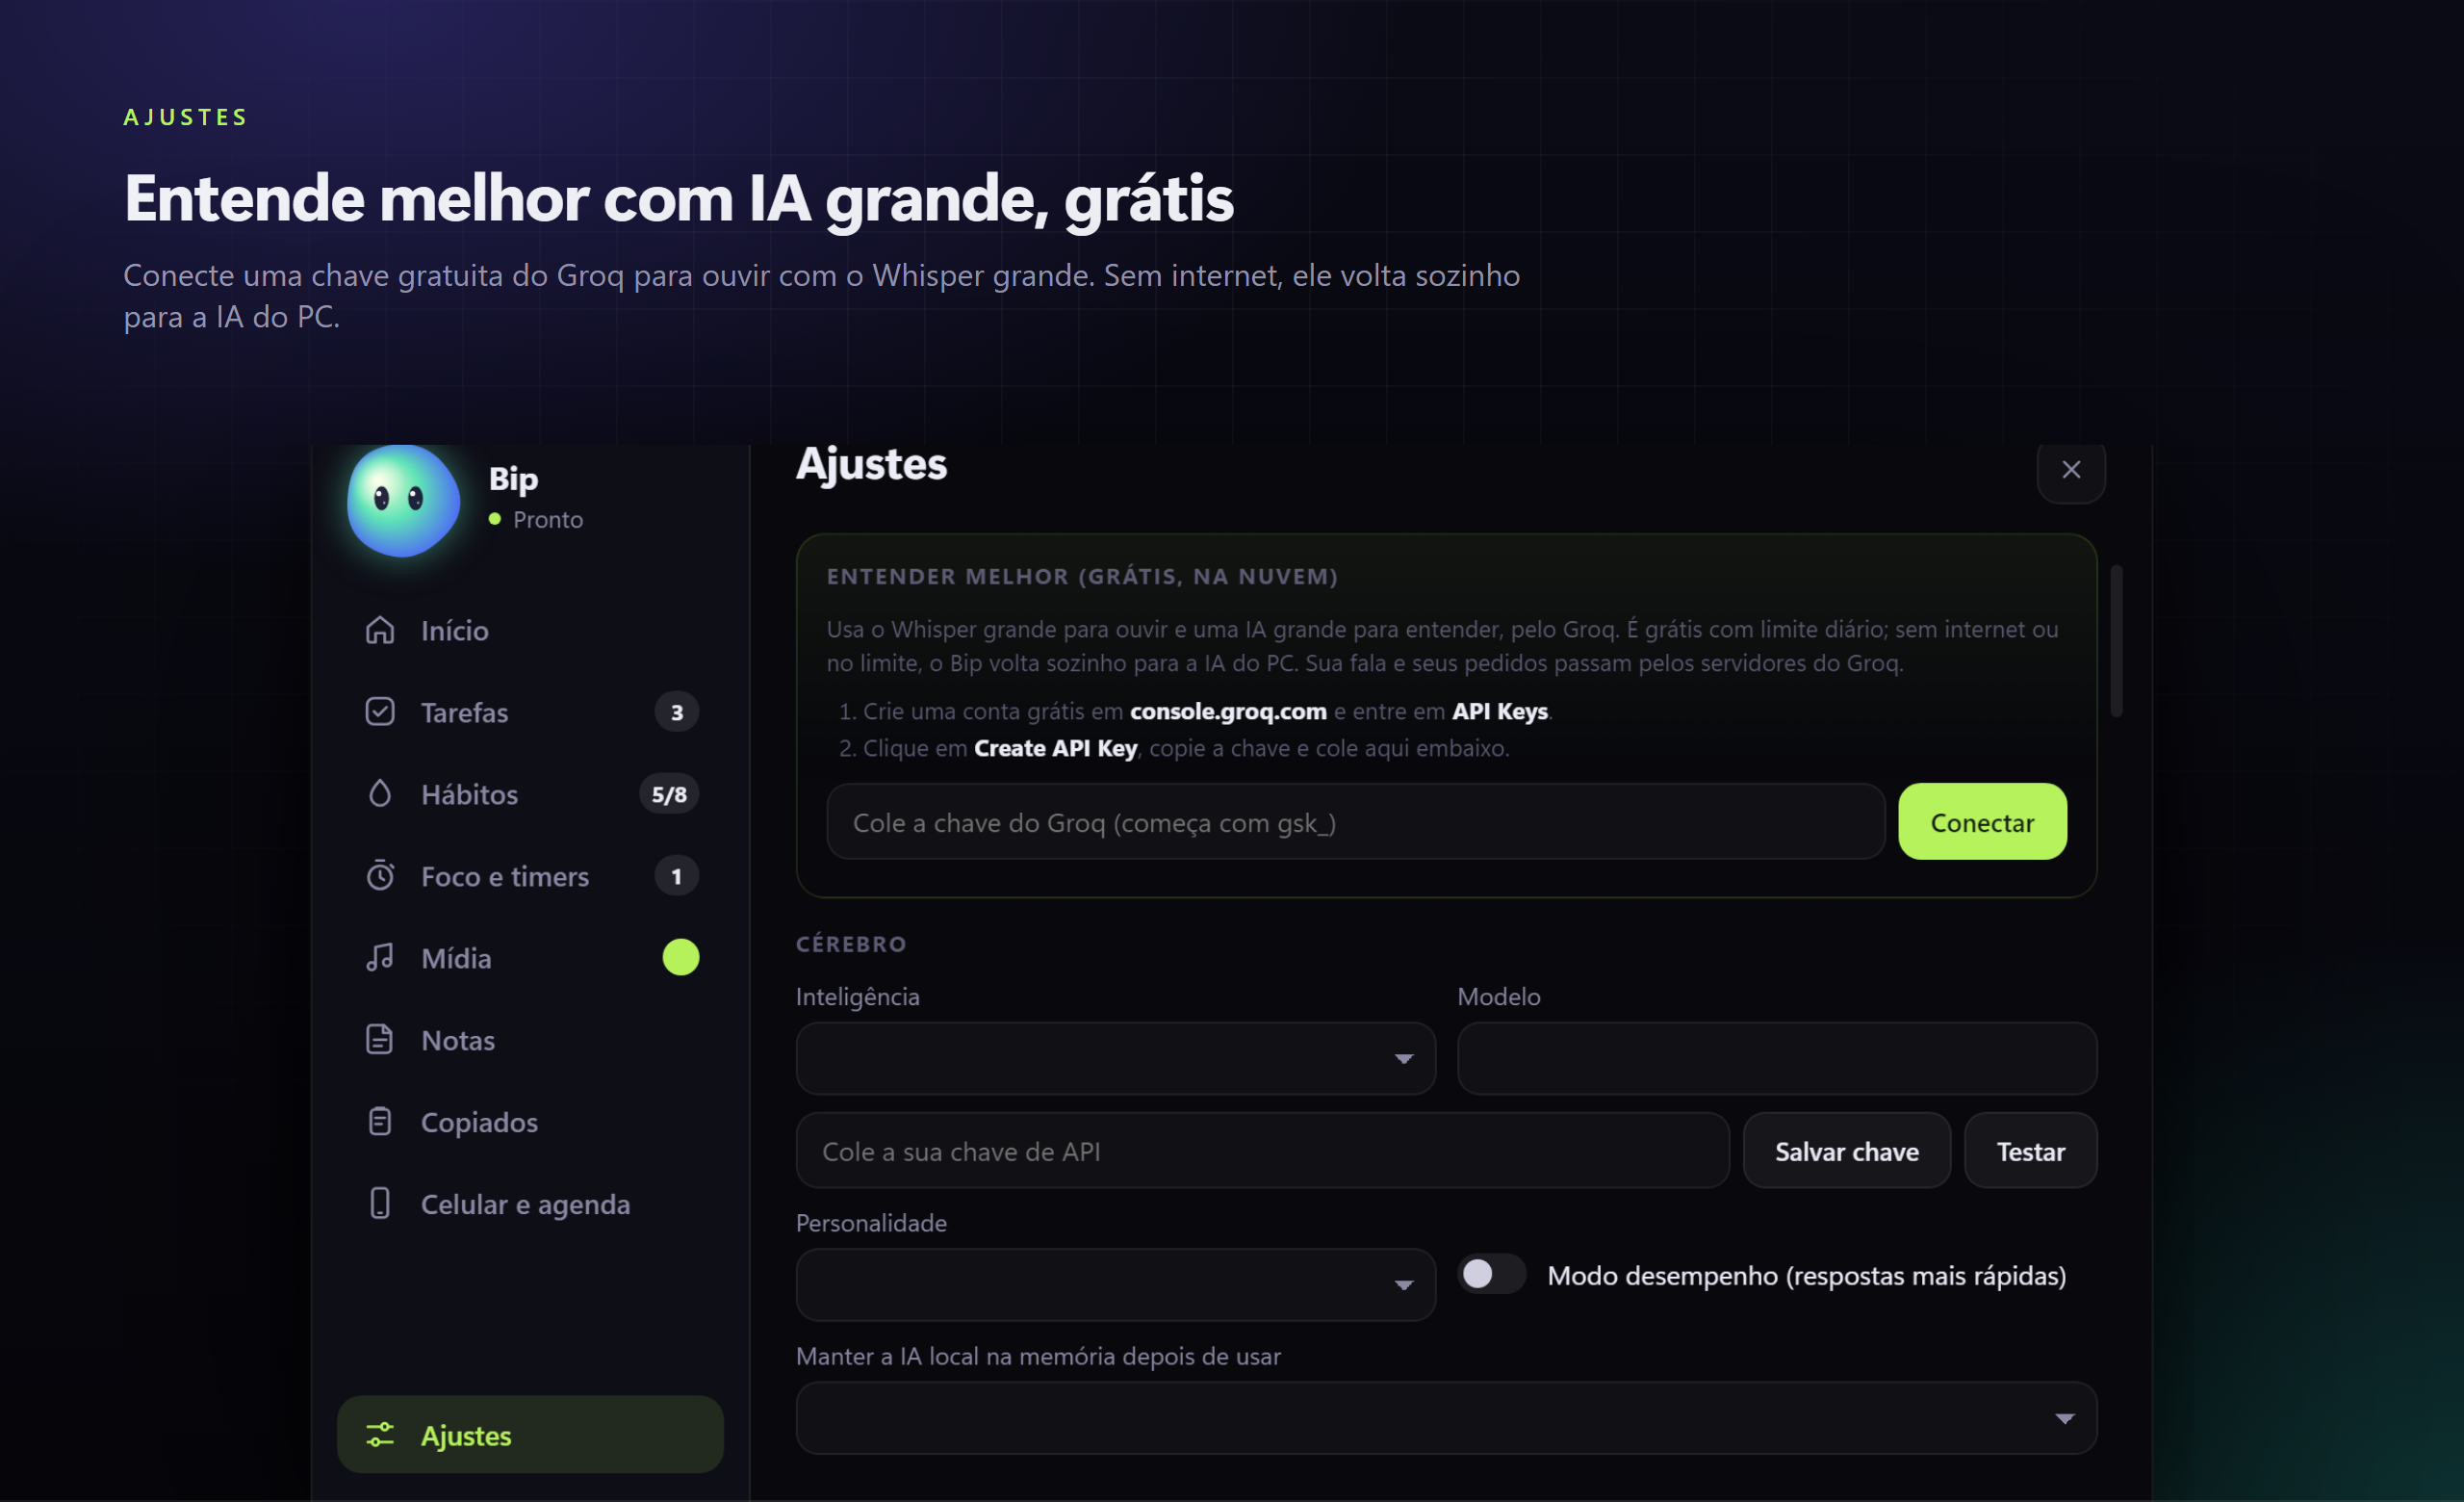 AJUSTES
Entende melhor com IA grande, grátis
Conecte uma chave gratuita do Groq para ouvir com o Whisper grande. Sem internet, ele volta sozinho
para a IA do PC.
Bip
Pronto
Início
Tarefas 3
Hábitos 5/8
Foco e timers 1
Mídia
Notas
Copiados
Celular e agenda
Ajustes
Ajustes
ENTENDER MELHOR (GRÁTIS, NA NUVEM)
Usa o Whisper grande para ouvir e uma IA grande para entender, pelo Groq. É grátis com limite diário; sem internet ou
no limite, o Bip volta sozinho para a IA do PC. Sua fala e seus pedidos passam pelos servidores do Groq.
1. Crie uma conta grátis em console.groq.com e entre em API Keys.
2. Clique em Create API Key, copie a chave e cole aqui embaixo.
Cole a chave do Groq (começa com gsk_)
Conectar
CÉREBRO
Inteligência
Modelo
Cole a sua chave de API
Salvar chave
Testar
Personalidade
Modo desempenho (respostas mais rápidas)
Manter a IA local na memória depois de usar